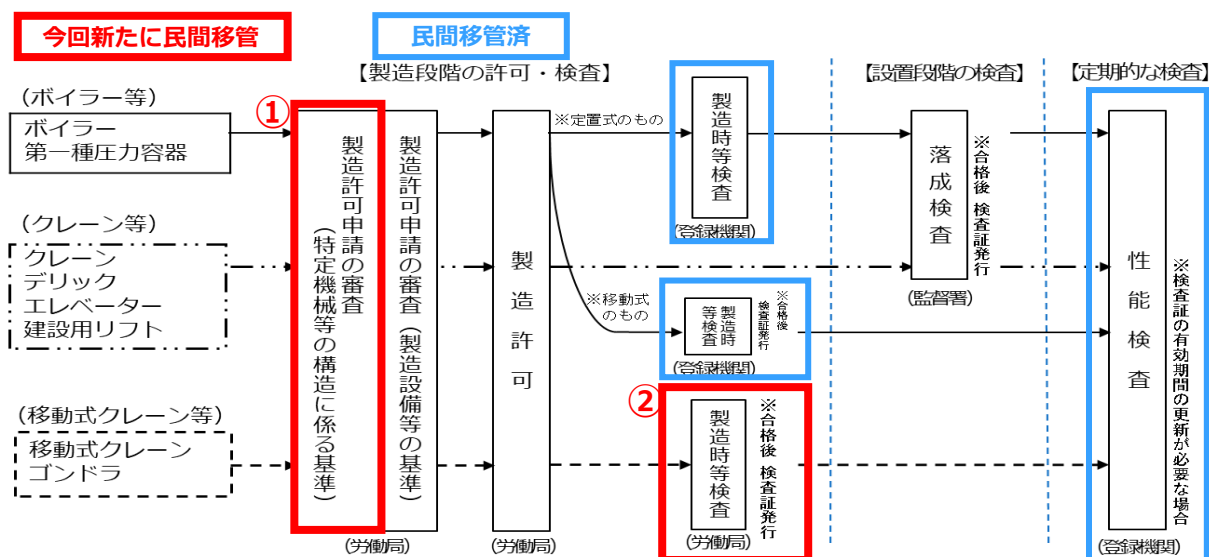 今回新たに民間移管
民間移管済
【製造段階の許可・検査】
【設置段階の検査】
【定期的な検査】
(ボイラー等)
ボイラー
第一種圧力容器
(クレーン等)
クレーン
デリック
エレベーター
建設用リフト
(移動式クレーン等)
移動式クレーン
ゴンドラ
①
製造許可申請の審査
(特定機械等の構造に係る基準)
製造許可申請の審査(製造設備等の基準)
(労働局)
製造許可
(労働局)
※定置式のもの
製造時等検査
(登録機関)
※移動式
のもの
製造時
等検査
※合格後
検査証発行
(登録機関)
②
製造時等検査
※合格後 検査証発行
(労働局)
落成検査
※合格後 検査証発行
(監督署)
性能検査
※検査証の有効期間の更新が必要な場合
(登録機関)